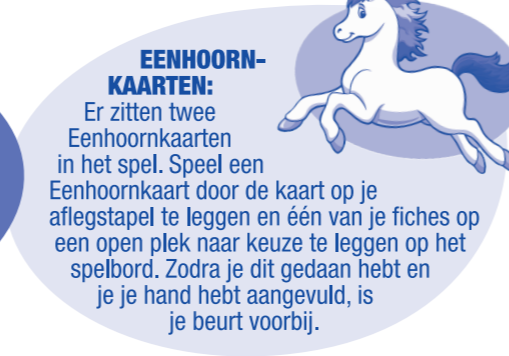 EENHOORN-
KAARTEN:
Er zitten twee
Eenhoornkaarten
in het spel. Speel een
Eenhoornkaart door de kaart op je
aflegstapel te leggen en één van je fiches op
een open plek naar keuze te leggen op het
spelbord. Zodra je dit gedaan hebt en
je je hand hebt aangevuld, is
je beurt voorbij.